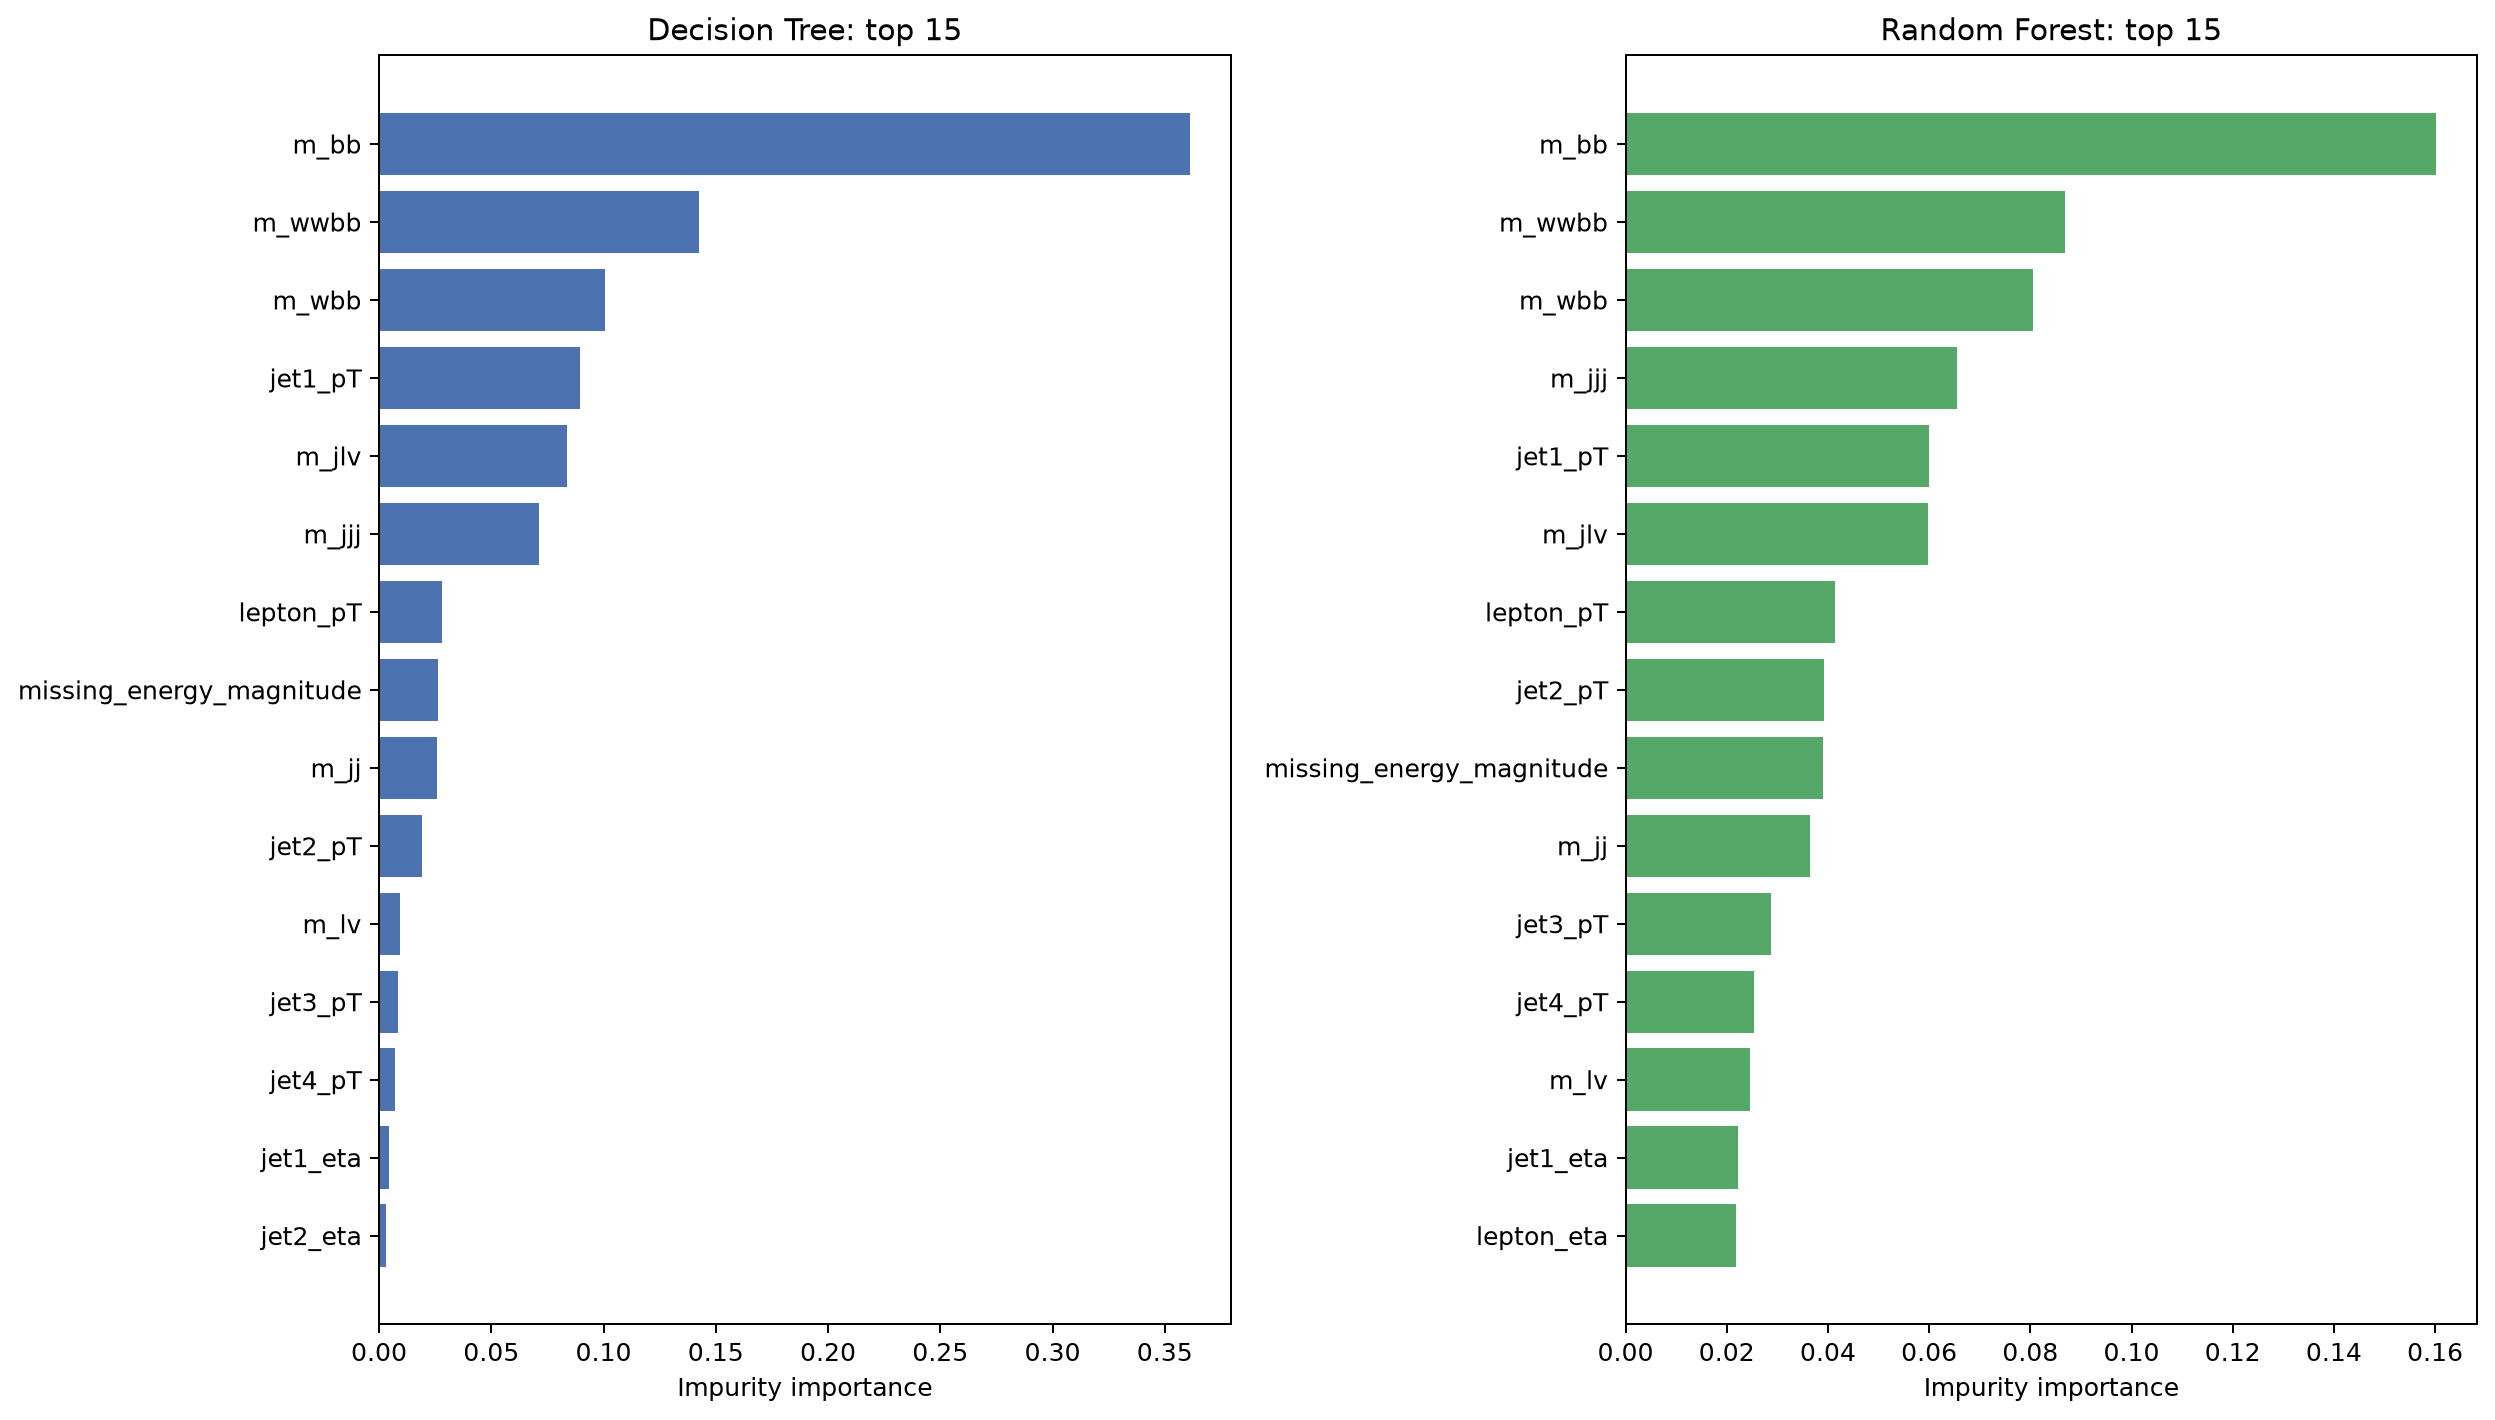 Decision Tree: top 15
m_bb
m_wwbb
m_wbb
jet1_pT
m_jlv
m_jjj
lepton_pT
missing_energy_magnitude
m_jj
jet2_pT
m_lv
jet3_pT
jet4_pT
jet1_eta
jet2_eta
0.00 0.05 0.10 0.15 0.20 0.25 0.30 0.35
Impurity importance
Random Forest: top 15
m_bb
m_wwbb
m_wbb
m_jjj
jet1_pT
m_jlv
lepton_pT
jet2_pT
missing_energy_magnitude
m_jj
jet3_pT
jet4_pT
m_lv
jet1_eta
lepton_eta
0.00 0.02 0.04 0.06 0.08 0.10 0.12 0.14 0.16
Impurity importance